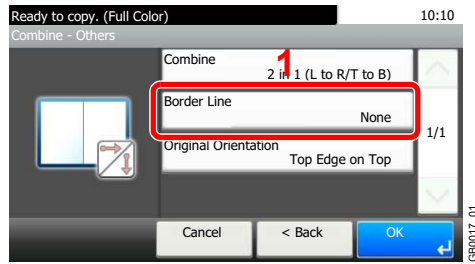 Ready to copy. (Full Color)
10:10
Combine - Others
Combine
2 in 1 (L to R/T to B)
1
Border Line
None
1/1
Original Orientation
Top Edge on Top
Cancel
< Back
OK
GB0017_01